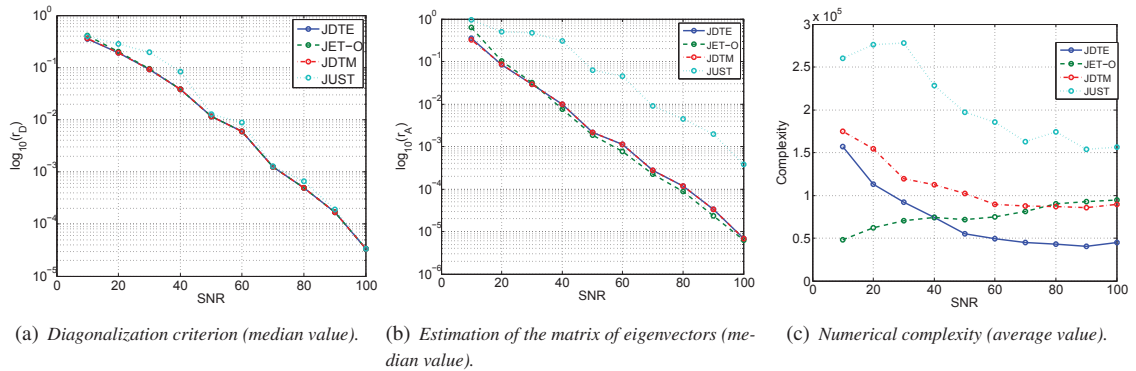 10^0
10^-1
10^-2
10^-3
10^-4
10^-5
log10(r_D)
0 20 40 60 80 100
SNR
JDTE
JET−O
JDTM
JUST
(a) Diagonalization criterion (median value).
10^0
10^-1
10^-2
10^-3
10^-4
10^-5
10^-6
log10(r_A)
0 20 40 60 80 100
SNR
JDTE
JET−O
JDTM
JUST
(b) Estimation of the matrix of eigenvectors (me-
dian value).
x 10^5
3
2.5
2
1.5
1
0.5
0
Complexity
0 20 40 60 80 100
SNR
JDTE
JET−O
JDTM
JUST
(c) Numerical complexity (average value).